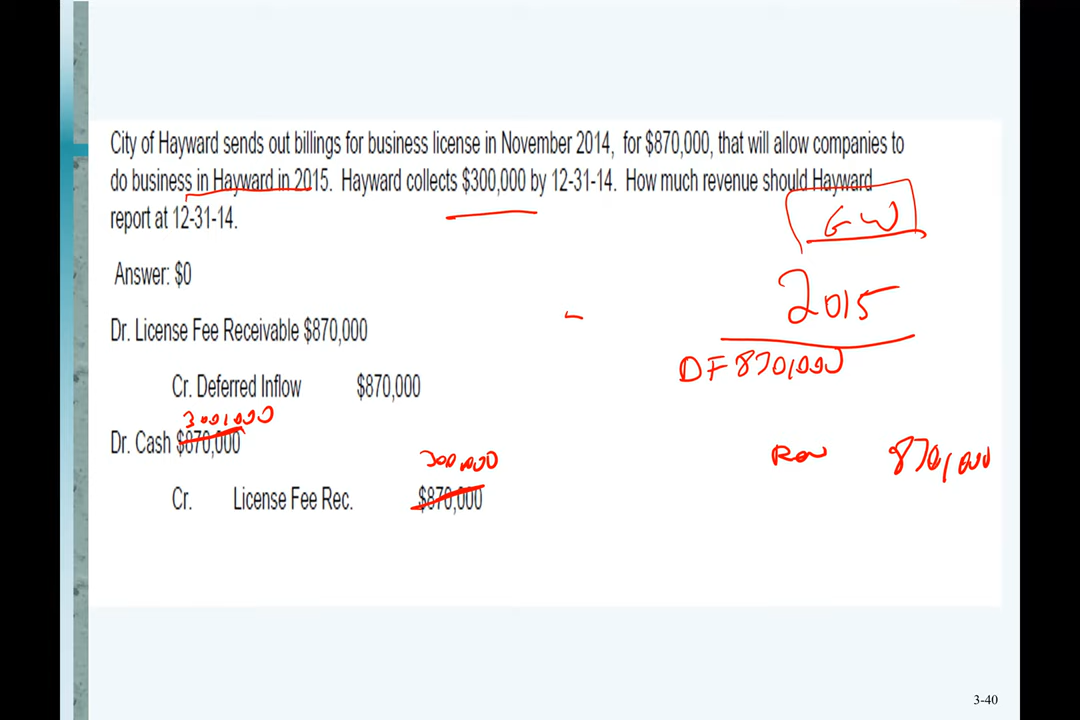 City of Hayward sends out billings for business license in November 2014, for $870,000, that will allow companies to
do business in Hayward in 2015. Hayward collects $300,000 by 12-31-14. How much revenue should Hayward
report at 12-31-14.
GW
Answer: $0
2015
Dr. License Fee Receivable $870,000
DF 870,000
Cr. Deferred Inflow $870,000
300,000
Dr. Cash $870,000
Rev 870,000
300,000
Cr. License Fee Rec. $870,000
3-40